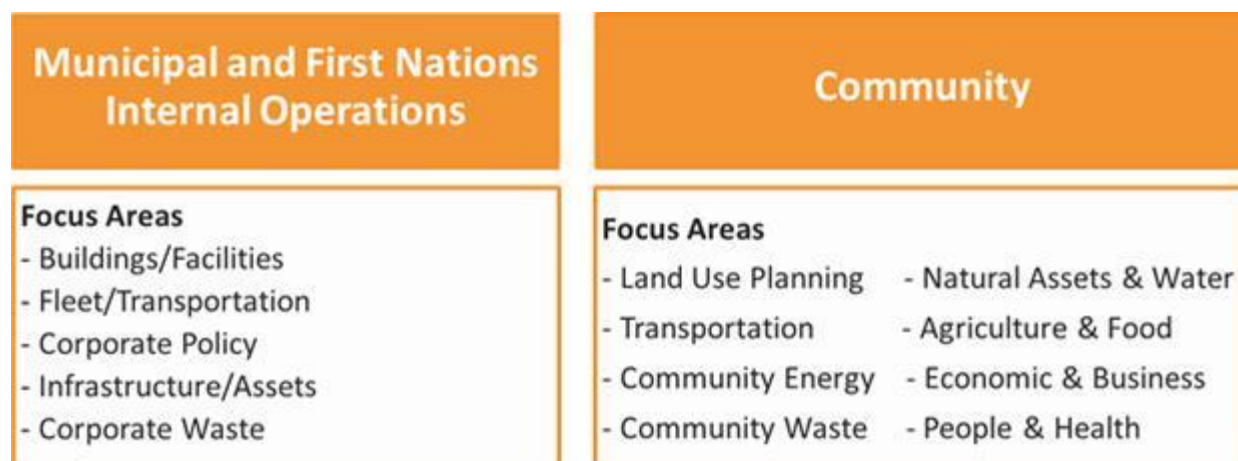 Municipal and First Nations
Internal Operations
Focus Areas
- Buildings/Facilities
- Fleet/Transportation
- Corporate Policy
- Infrastructure/Assets
- Corporate Waste
Community
Focus Areas
- Land Use Planning
- Transportation
- Community Energy
- Community Waste
- Natural Assets & Water
- Agriculture & Food
- Economic & Business
- People & Health